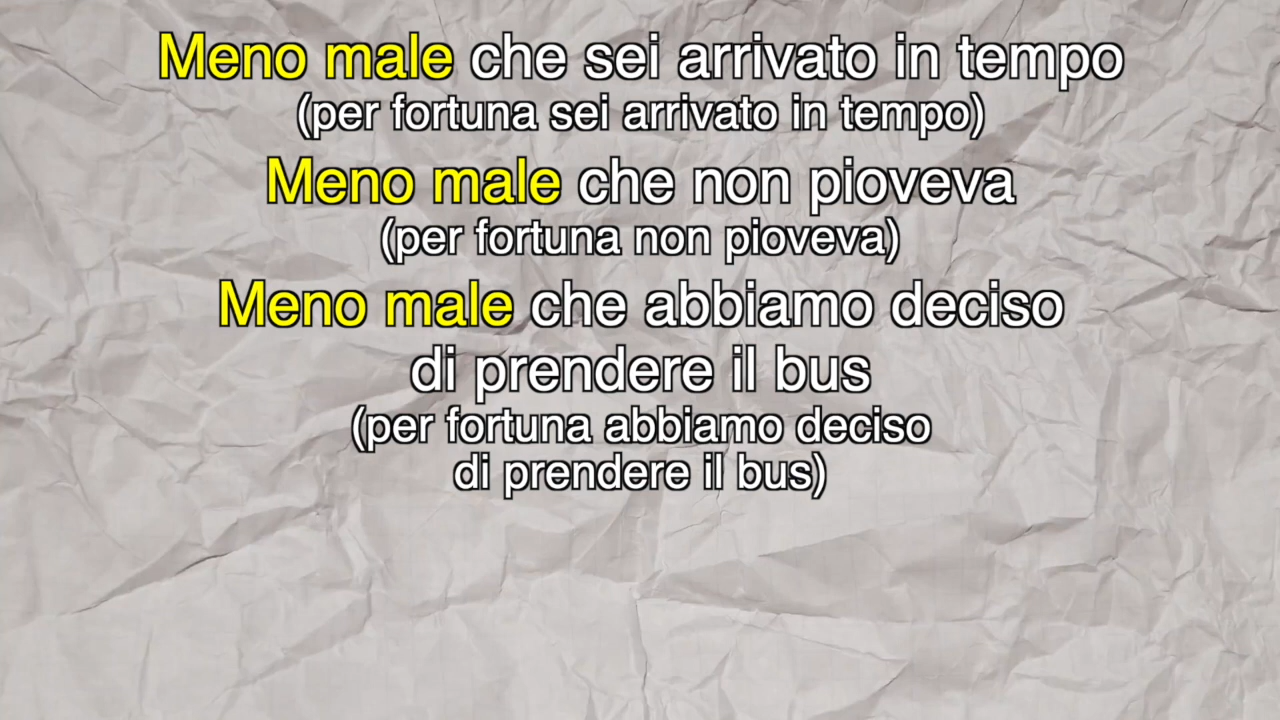 Meno male che sei arrivato in tempo
(per fortuna sei arrivato in tempo)
Meno male che non pioveva
(per fortuna non pioveva)
Meno male che abbiamo deciso
di prendere il bus
(per fortuna abbiamo deciso
di prendere il bus)